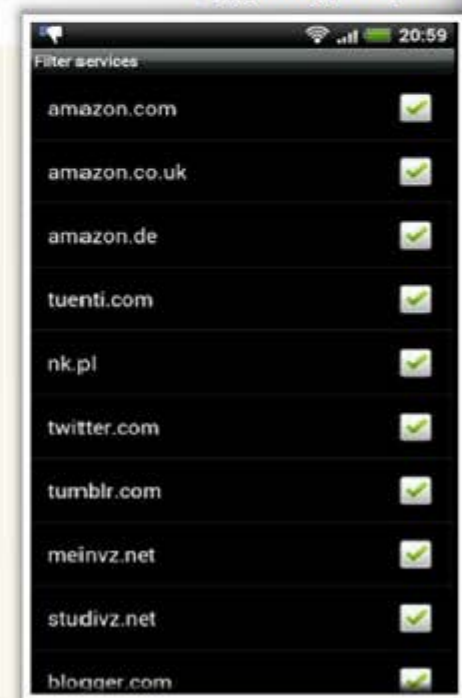 20:59
Filter services
amazon.com
amazon.co.uk
amazon.de
tuenti.com
nk.pl
twitter.com
tumblr.com
meinvz.net
studivz.net
blogger.com